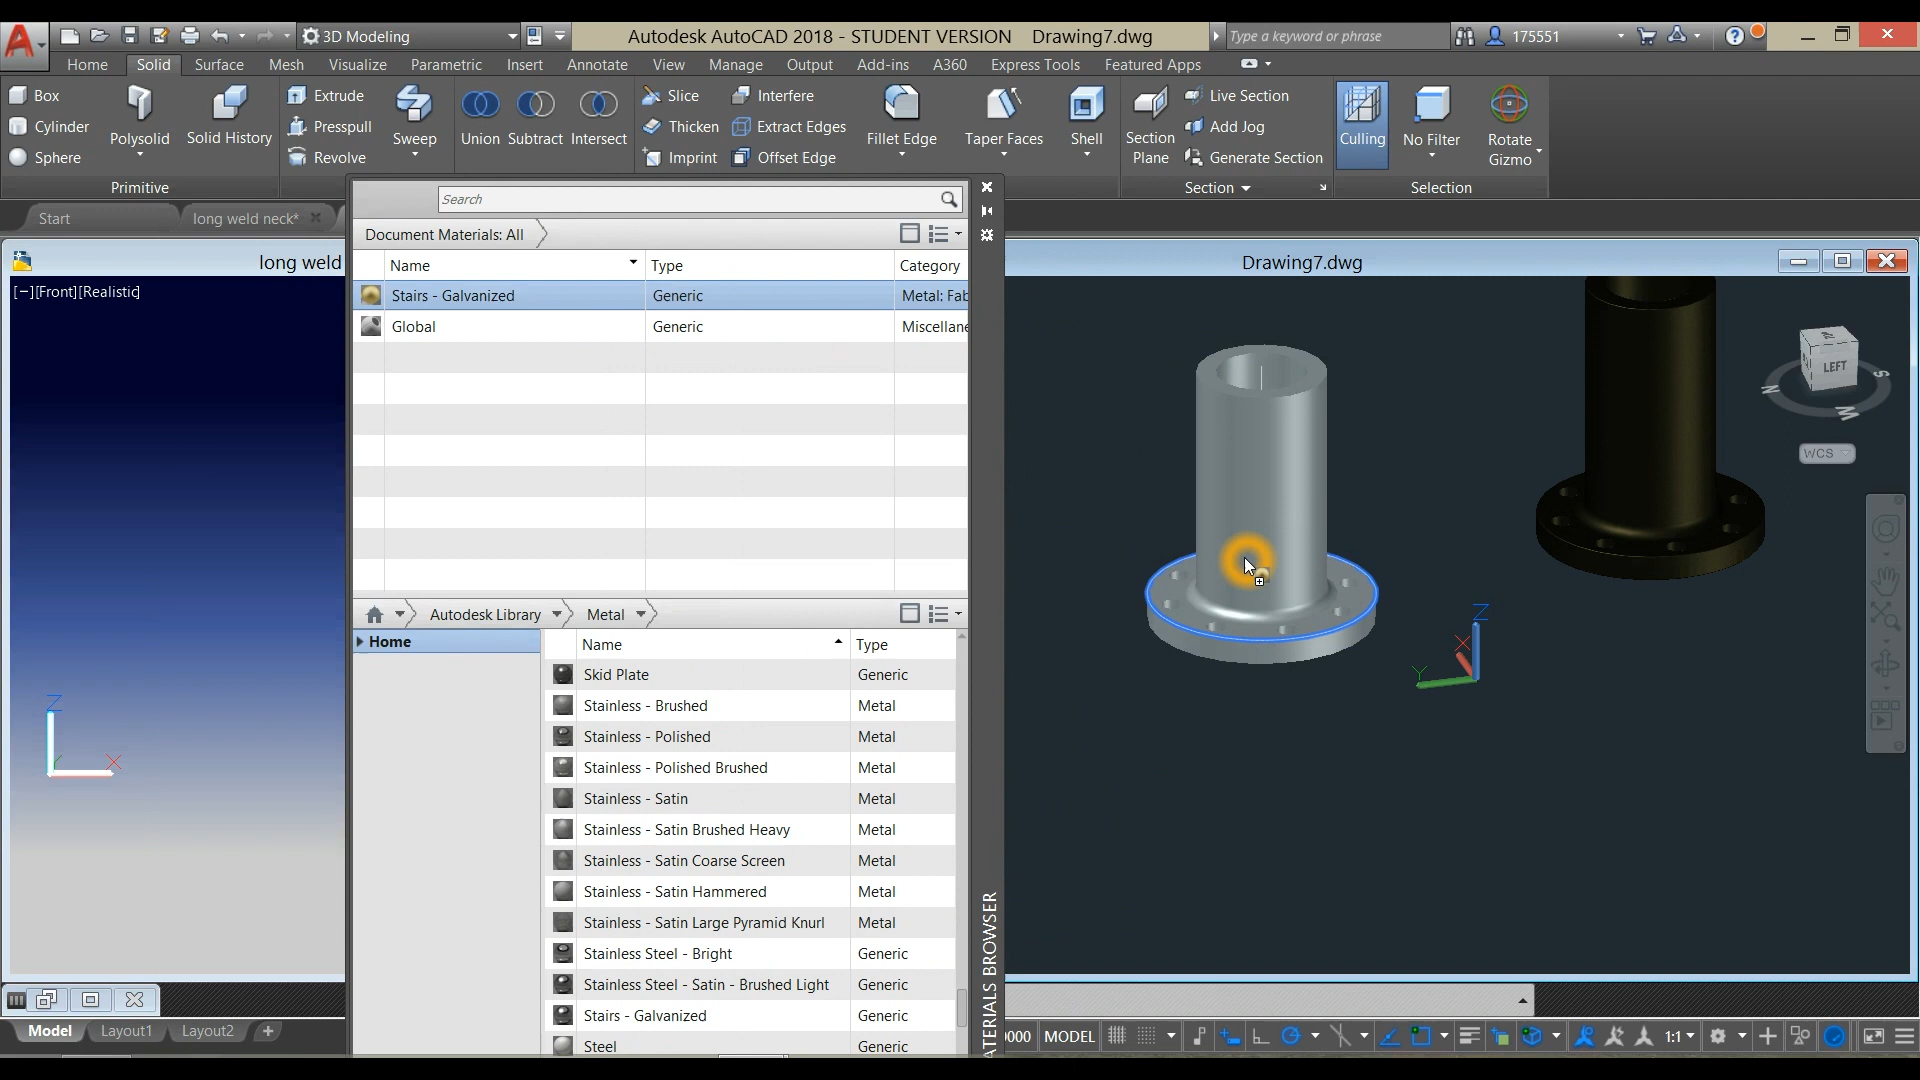 3D Modeling
Autodesk AutoCAD 2018 - STUDENT VERSION Drawing7.dwg
Type a keyword or phrase
175551
Home Solid Surface Mesh Visualize Parametric Insert Annotate View Manage Output Add-ins A360 Express Tools Featured Apps
Box
Cylinder
Sphere
Polysolid
Solid History
Primitive
Extrude
Presspull
Revolve
Sweep
Union
Subtract
Intersect
Slice
Thicken
Imprint
Interfere
Extract Edges
Offset Edge
Fillet Edge
Taper Faces
Shell
Section
Plane
Live Section
Add Jog
Generate Section
Section
Culling
No Filter
Rotate
Gizmo
Selection
Start
long weld neck*
Search
Document Materials: All
Name Type Category
Stairs - Galvanized Generic Metal: Fab
Global Generic Miscellane
Autodesk Library Metal
Home
Name Type
Skid Plate Generic
Stainless - Brushed Metal
Stainless - Polished Metal
Stainless - Polished Brushed Metal
Stainless - Satin Metal
Stainless - Satin Brushed Heavy Metal
Stainless - Satin Coarse Screen Metal
Stainless - Satin Hammered Metal
Stainless - Satin Large Pyramid Knurl Metal
Stainless Steel - Bright Generic
Stainless Steel - Satin - Brushed Light Generic
Stairs - Galvanized Generic
Steel Generic
ATERIALS BROWSER
long weld
[−][Front][Realistic]
Z
X
Drawing7.dwg
N
LEFT
N
S
W
WCS
Z
X
Y
Model Layout1 Layout2 +
0000 MODEL
1:1